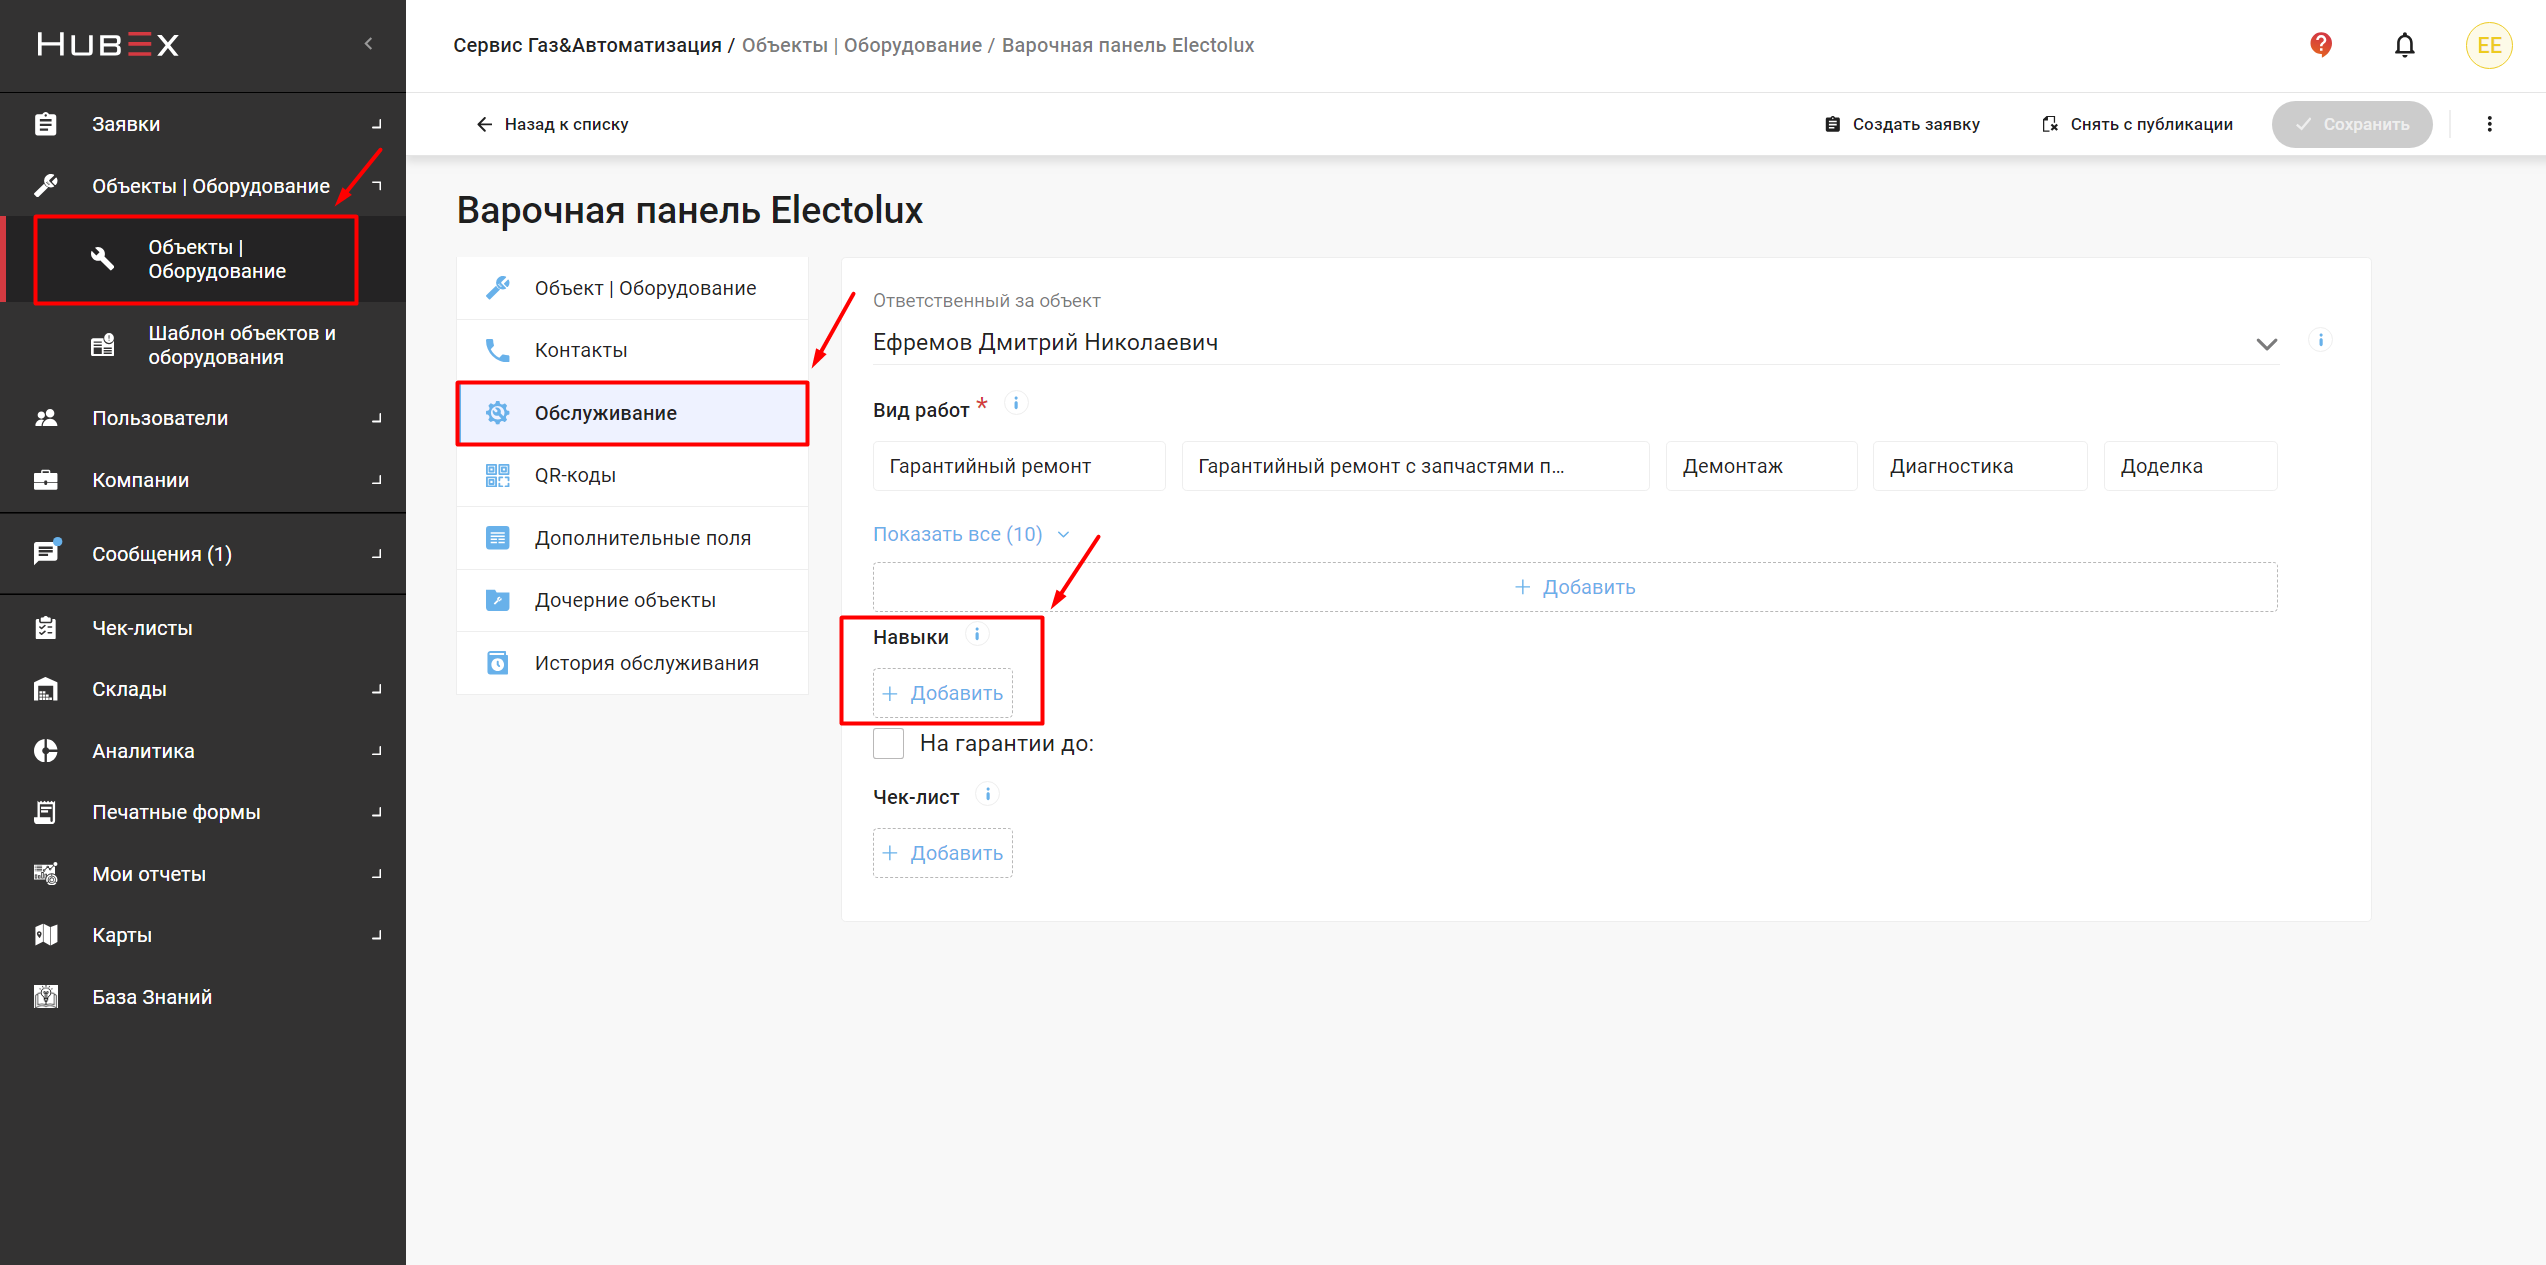 HUBEX
Сервис Газ&Автоматизация / Объекты | Оборудование / Варочная панель Electolux
EE
Назад к списку
Создать заявку
Снять с публикации
Сохранить
Заявки
Объекты | Оборудование
Объекты |
Оборудование
Шаблон объектов и
оборудования
Пользователи
Компании
Сообщения (1)
Чек-листы
Склады
Аналитика
Печатные формы
Мои отчеты
Карты
База Знаний
Варочная панель Electolux
Объект | Оборудование
Контакты
Обслуживание
QR-коды
Дополнительные поля
Дочерние объекты
История обслуживания
Ответственный за объект
Ефремов Дмитрий Николаевич
Вид работ *
Гарантийный ремонт
Гарантийный ремонт с запчастями п...
Демонтаж
Диагностика
Доделка
Показать все (10)
+ Добавить
Навыки
+ Добавить
На гарантии до:
Чек-лист
+ Добавить